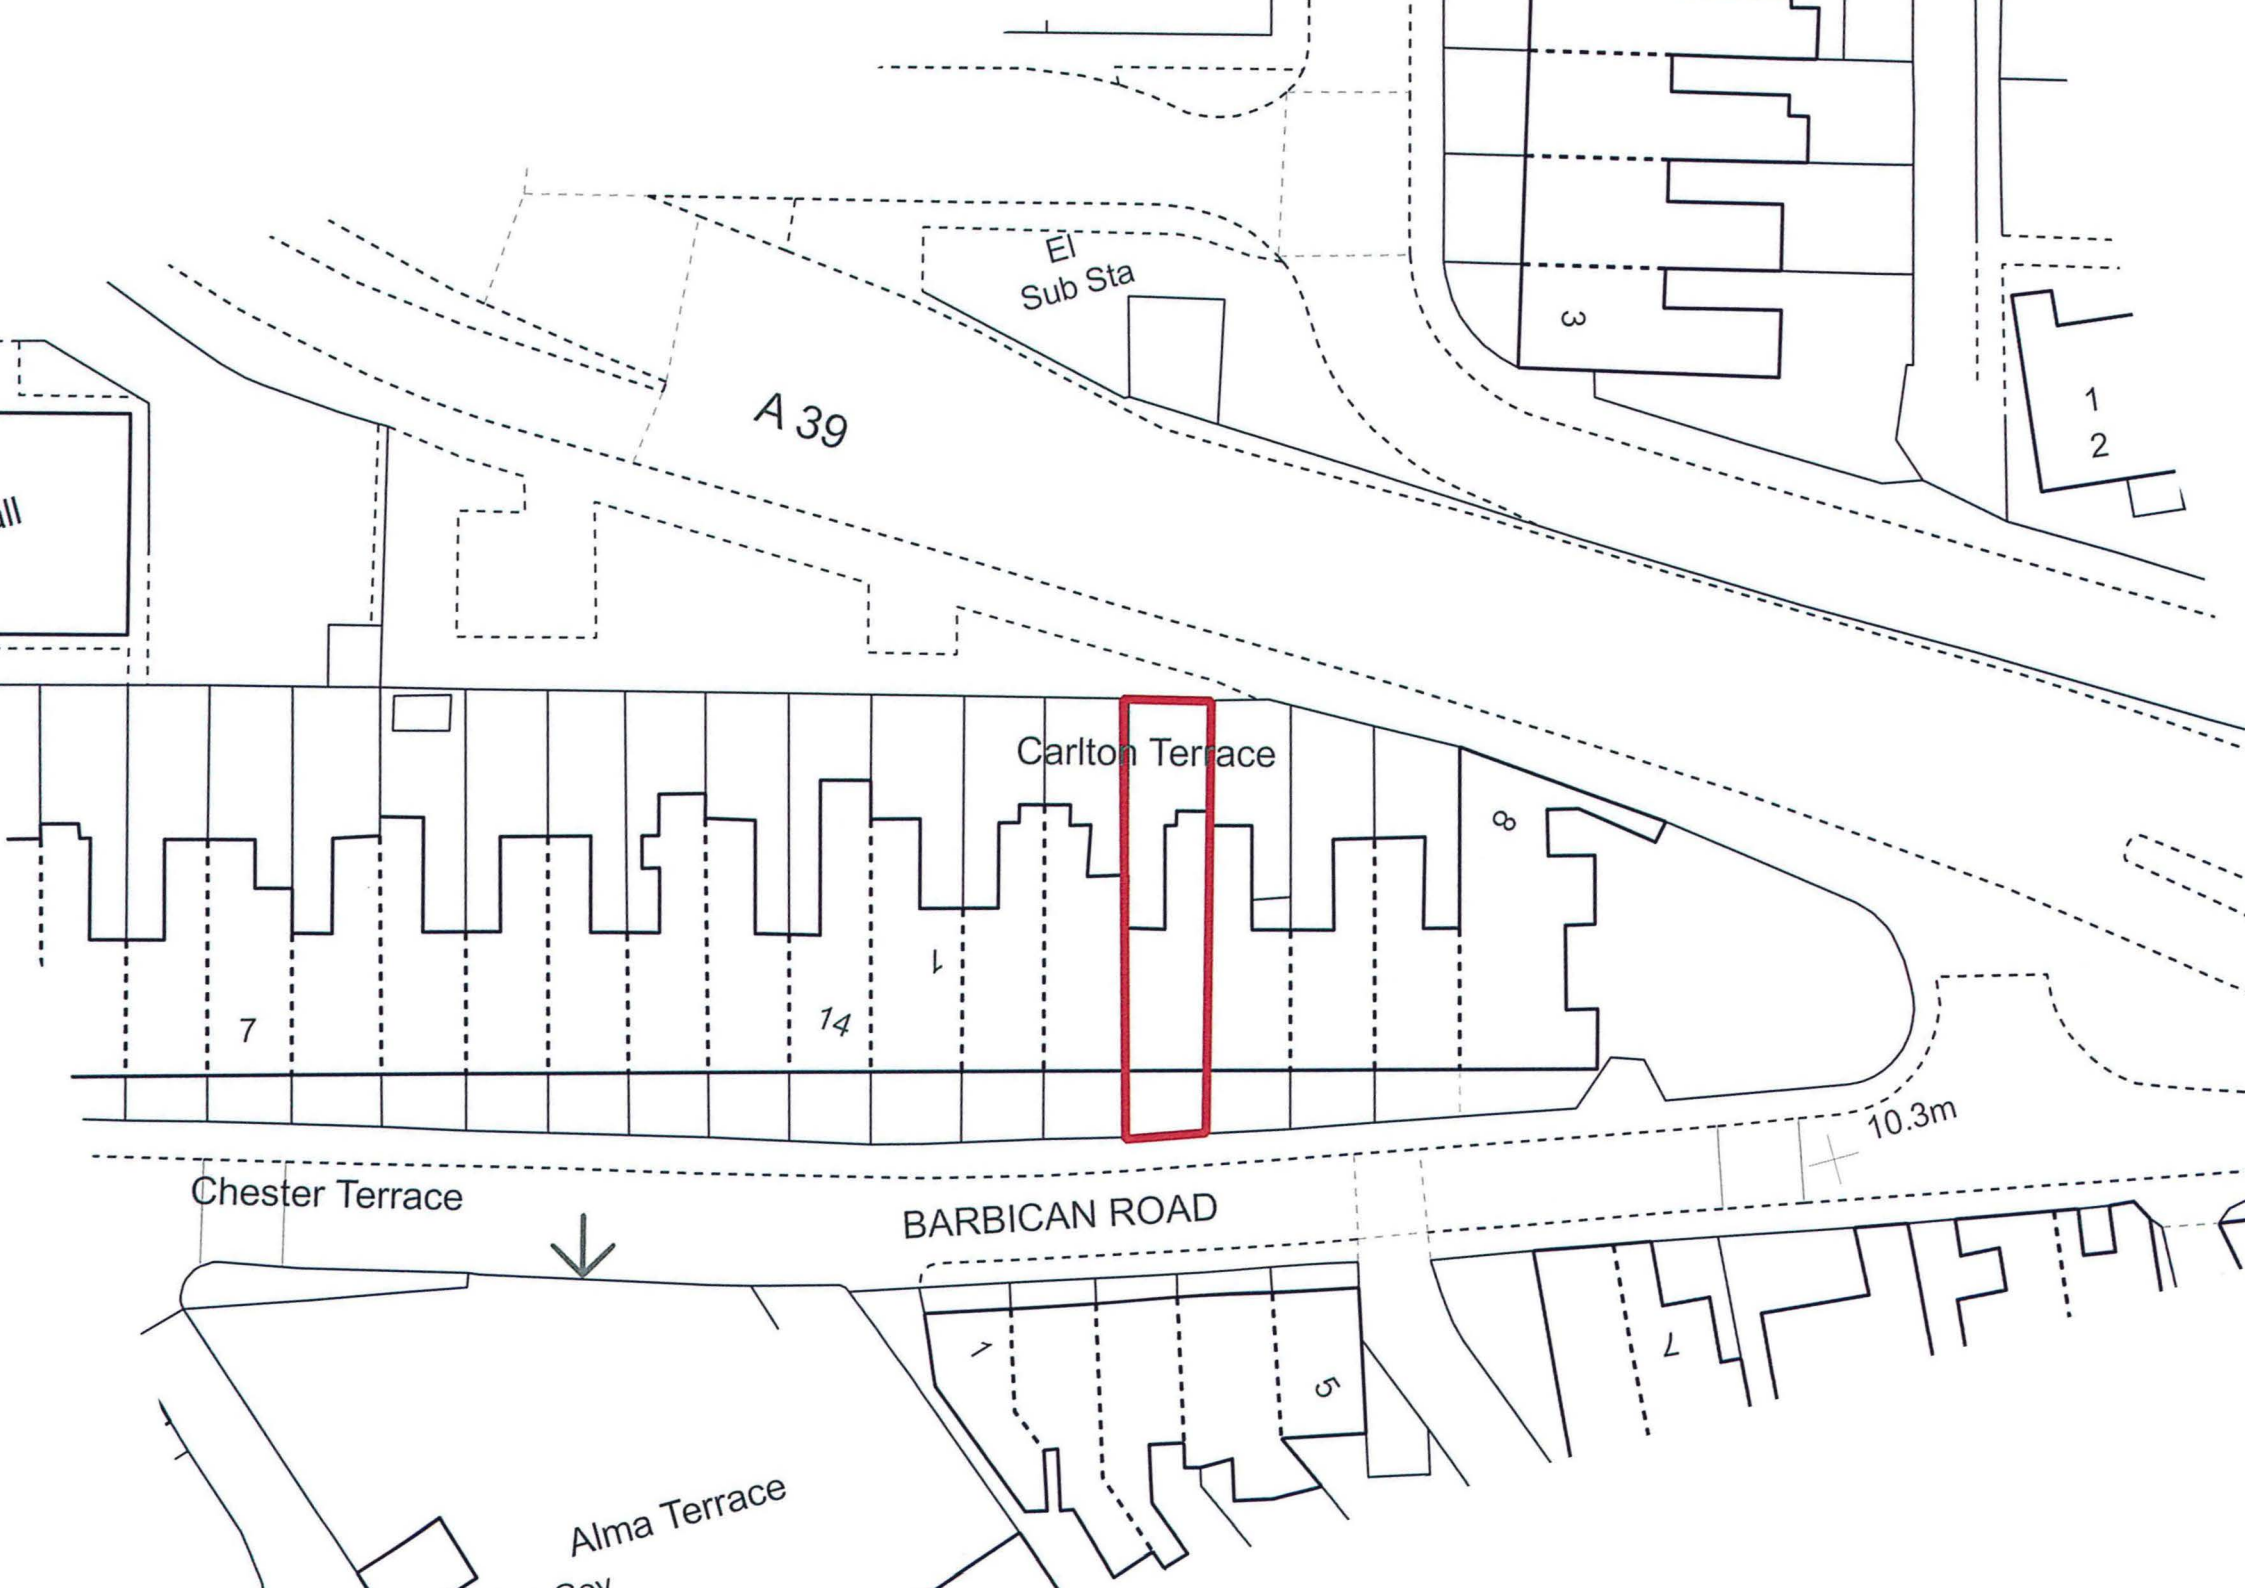 El
Sub Sta
3
A 39
1
2
Carlton Terrace
8
1
7
14
10.3m
Chester Terrace
BARBICAN ROAD
1
5
7
Alma Terrace